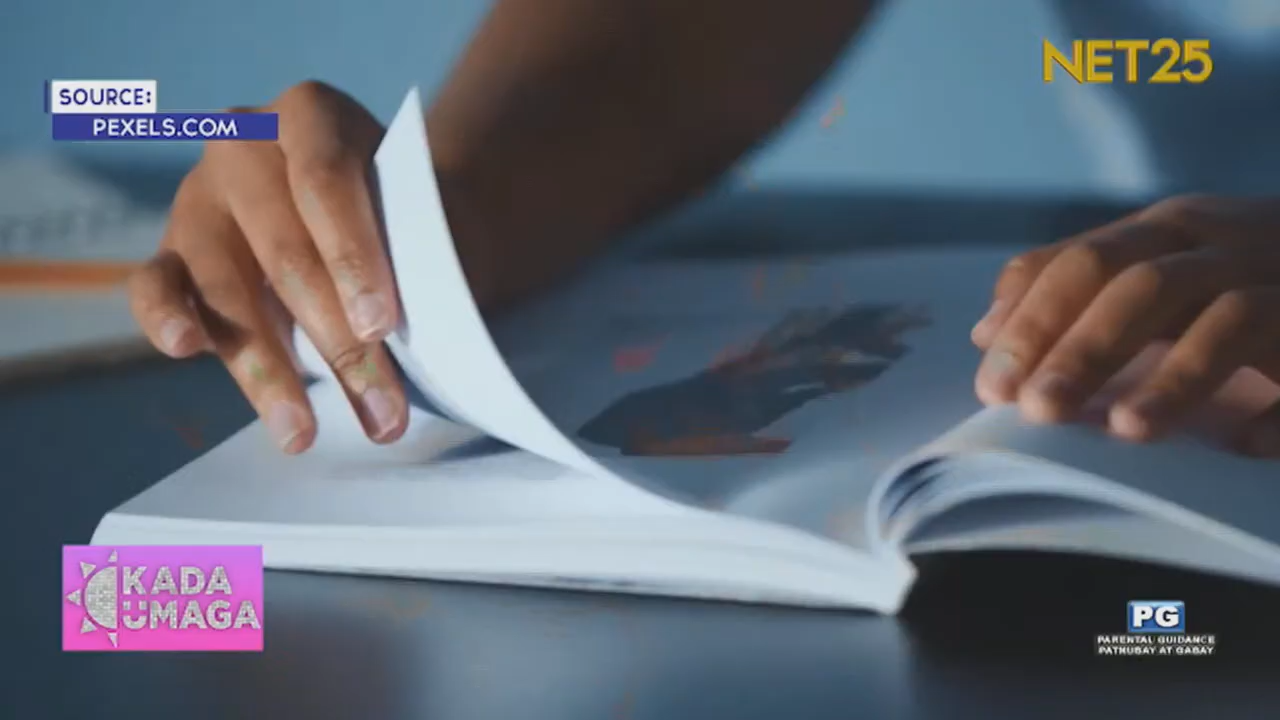 NET25
SOURCE:
PEXELS.COM
KADA
UMAGA
PG
PARENTAL GUIDANCE
PATNUBAY AT GABAY